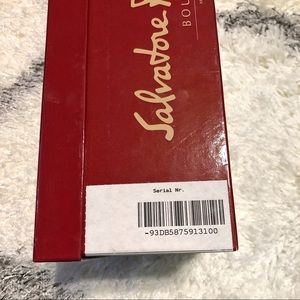 Salvatore F
BOU
Serial Nr.
-93DB5875913100